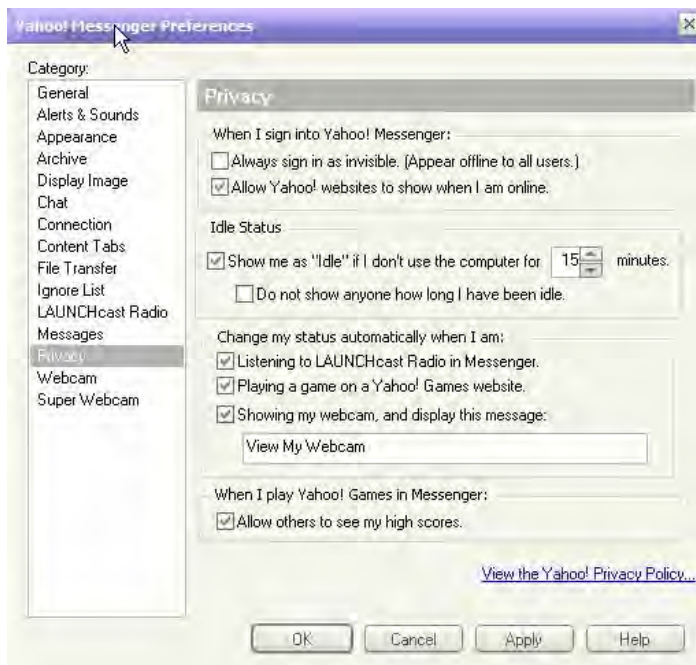 Yahoo! Messenger Preferences
Category:
General
Alerts & Sounds
Appearance
Archive
Display Image
Chat
Connection
Content Tabs
File Transfer
Ignore List
LAUNCHcast Radio
Messages
Privacy
Webcam
Super Webcam
Privacy
When I sign into Yahoo! Messenger:
Always sign in as invisible. (Appear offline to all users.)
Allow Yahoo! websites to show when I am online.
Idle Status
Show me as "Idle" if I don't use the computer for 15 minutes.
Do not show anyone how long I have been idle.
Change my status automatically when I am:
Listening to LAUNCHcast Radio in Messenger.
Playing a game on a Yahoo! Games website.
Showing my webcam, and display this message:
View My Webcam
When I play Yahoo! Games in Messenger:
Allow others to see my high scores.
View the Yahoo! Privacy Policy...
OK Cancel Apply Help